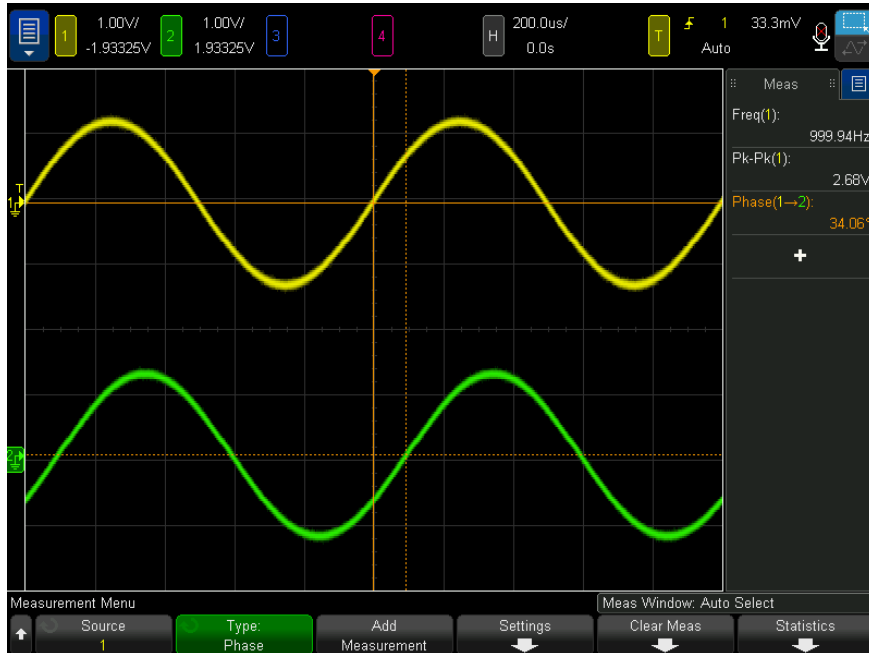 1 1.00V/ 2 1.00V/ 3 4 H 200.0us/ T 1 33.3mV
-1.93325V 1.93325V 0.0s Auto
Meas
Freq(1):
999.94Hz
Pk-Pk(1):
2.68V
Phase(1→2):
34.06°
+
T
1
2
Measurement Menu
Meas Window: Auto Select
Source
1
Type:
Phase
Add
Measurement
Settings
Clear Meas
Statistics